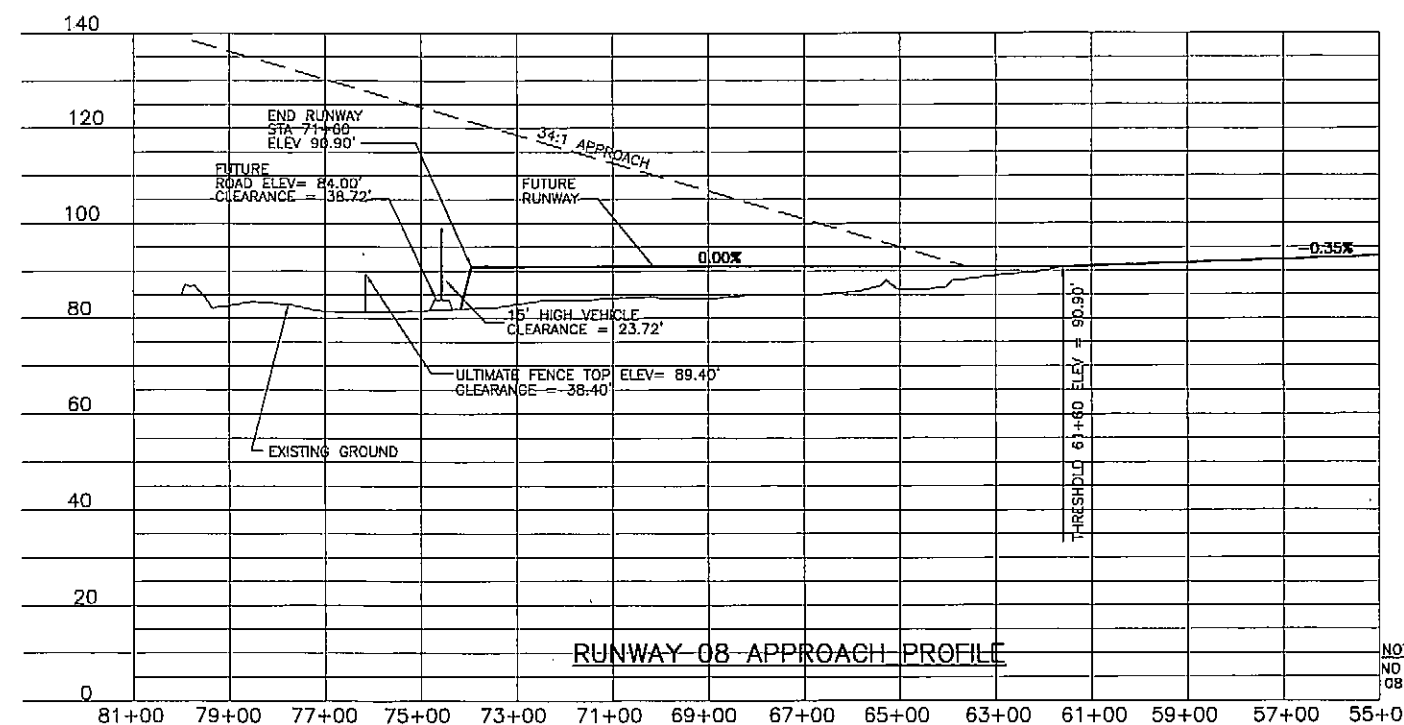 140
120
100
80
60
40
20
0
END RUNWAY
STA 71+60
ELEV 90.90'
FUTURE
ROAD ELEV= 84.00'
CLEARANCE = 38.72'
34:1 APPROACH
FUTURE
RUNWAY
0.00%
-0.35%
15' HIGH VEHICLE
CLEARANCE = 23.72'
ULTIMATE FENCE TOP ELEV= 89.40'
CLEARANCE = 38.40'
EXISTING GROUND
THRESHOLD 61+60 ELEV = 90.90'
RUNWAY 08 APPROACH PROFILE
NO
08
81+00 79+00 77+00 75+00 73+00 71+00 69+00 67+00 65+00 63+00 61+00 59+00 57+00 55+0